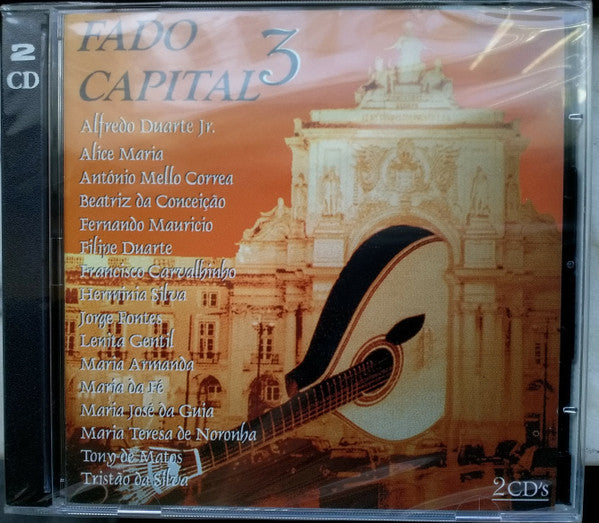 2
CD
FADO
CAPITAL 3
Alfredo Duarte Jr.
Alice Maria
António Mello Correa
Beatriz da Conceição
Fernando Mauricio
Filipe Duarte
Francisco Carvalhinho
Herminia Silva
Jorge Fontes
Lenita Gentil
Maria Armanda
Maria da Fé
Maria José da Guia
Maria Teresa de Noronha
Tony de Matos
Tristão da Silva
2 CD's